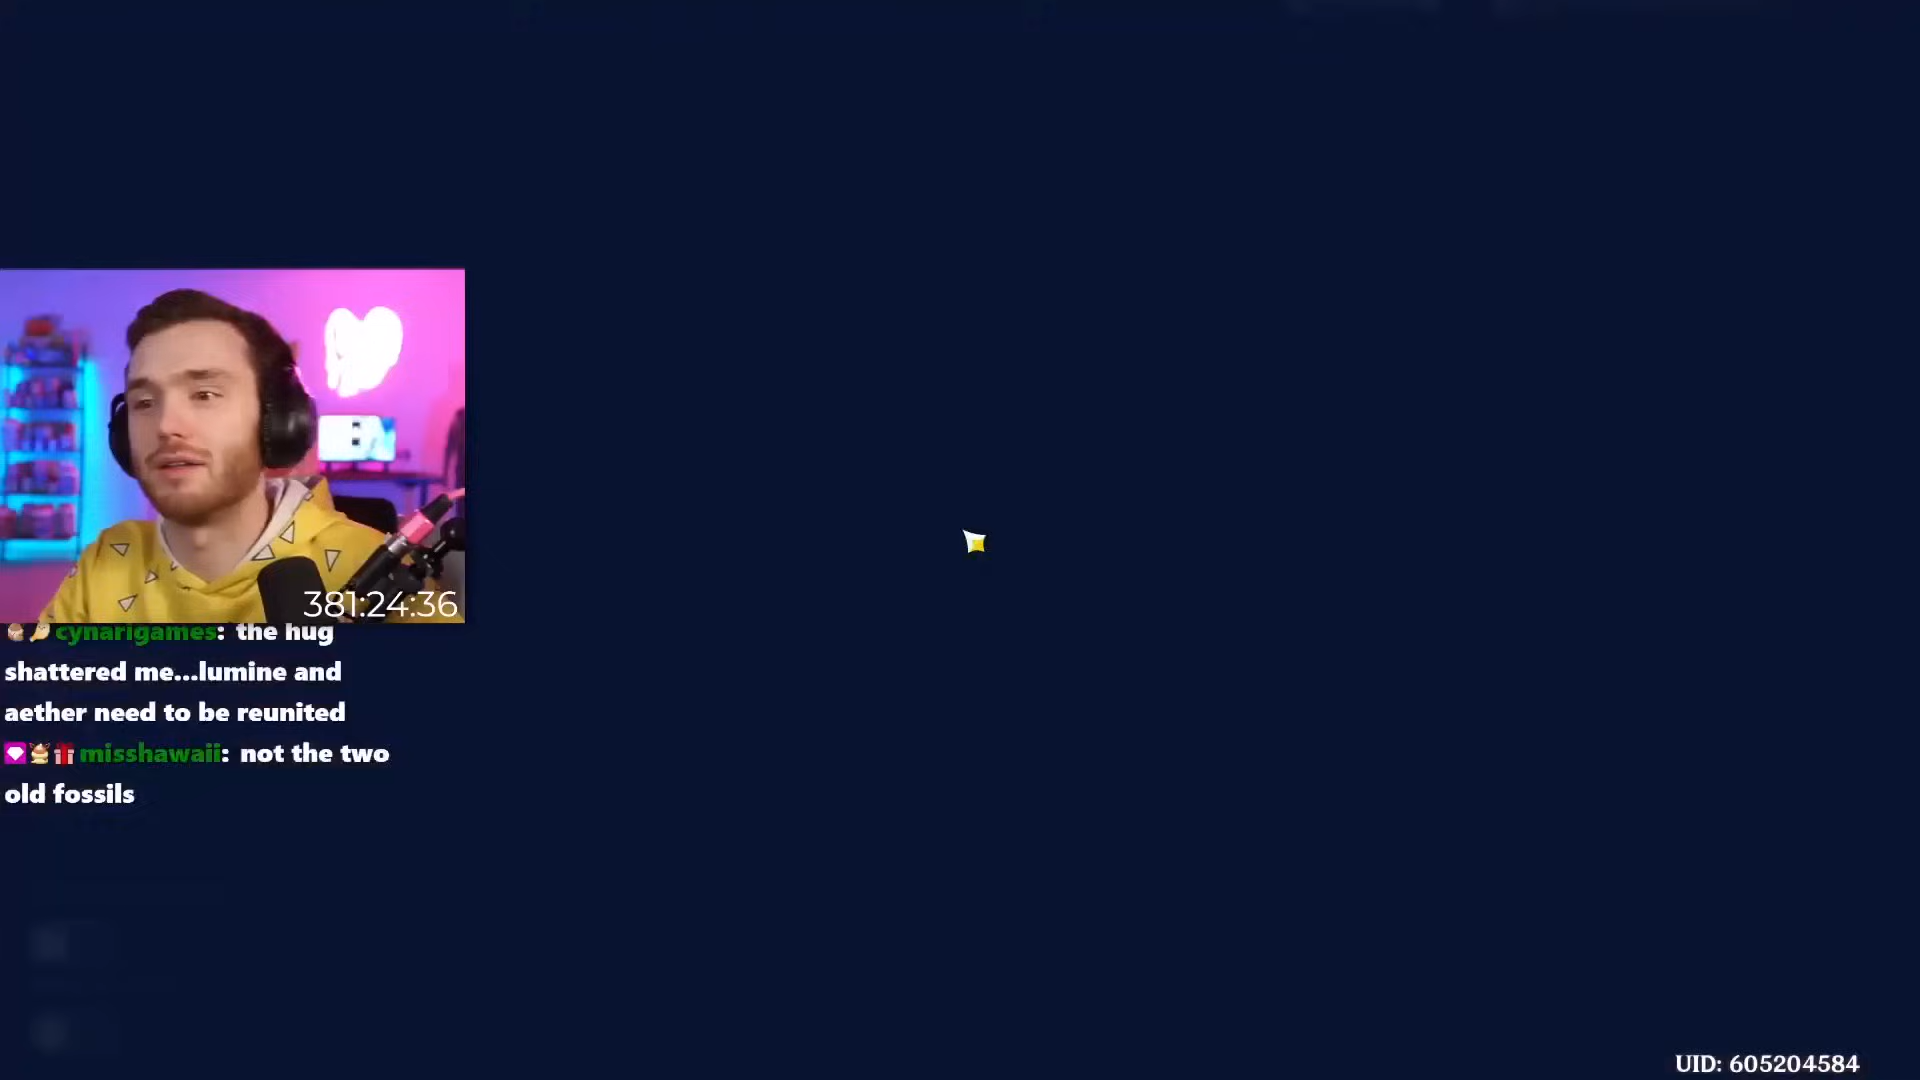 381:24:36
cynarigames: the hug
shattered me...lumine and
aether need to be reunited
misshawaii: not the two
old fossils
UID: 605204584